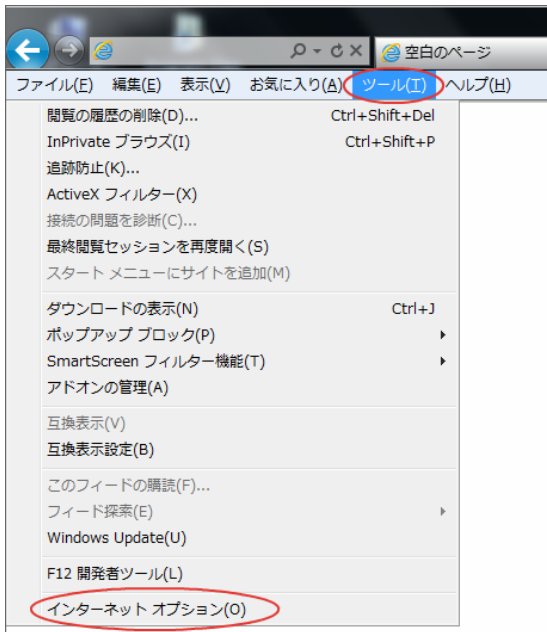 空白のページ
ファイル(F) 編集(E) 表示(V) お気に入り(A) ツール(T) ヘルプ(H)
閲覧の履歴の削除(D)... Ctrl+Shift+Del
InPrivate ブラウズ(I) Ctrl+Shift+P
追跡防止(K)...
ActiveX フィルター(X)
接続の問題を診断(C)...
最終閲覧セッションを再度開く(S)
スタート メニューにサイトを追加(M)
ダウンロードの表示(N) Ctrl+J
ポップアップ ブロック(P)
SmartScreen フィルター機能(T)
アドオンの管理(A)
互換表示(V)
互換表示設定(B)
このフィードの購読(F)...
フィード探索(E)
Windows Update(U)
F12 開発者ツール(L)
インターネット オプション(O)